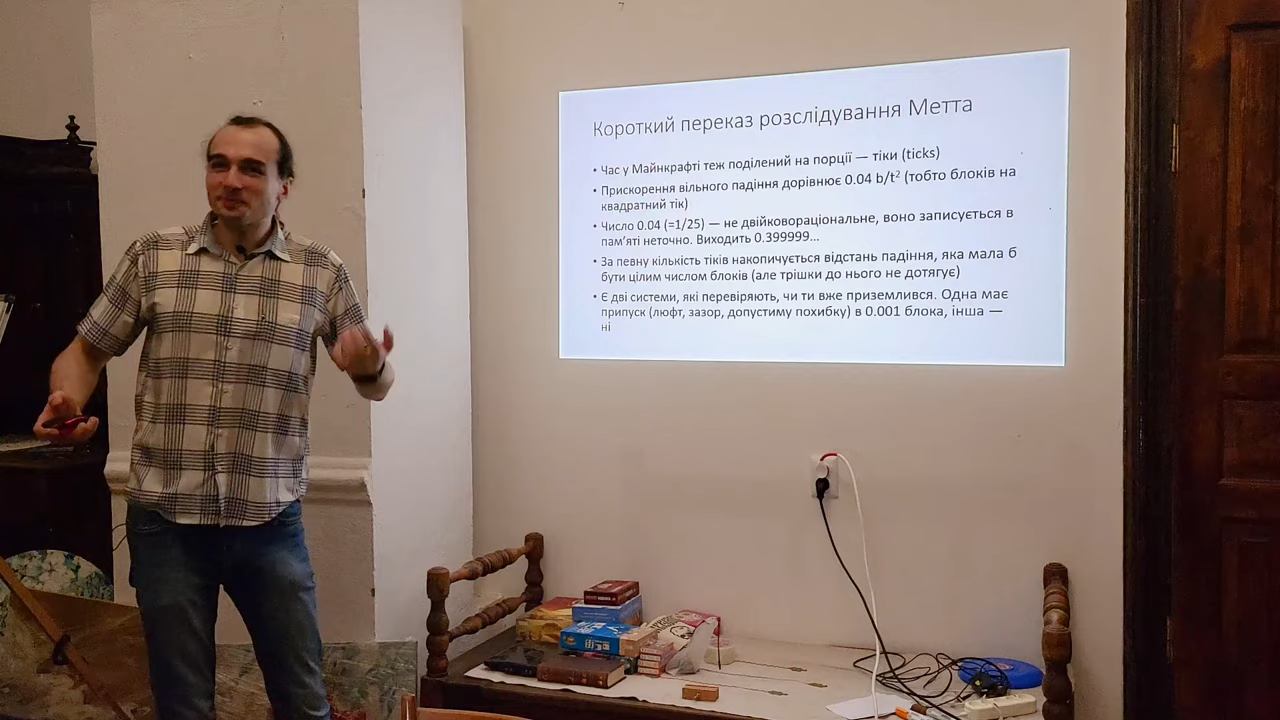 Короткий переказ розслідування Метта
• Час у Майнкрафті теж поділений на порції — тіки (ticks)
• Прискорення вільного падіння дорівнює 0.04 b/t² (тобто блоків на
квадратний тік)
• Число 0.04 (=1/25) — не двійковораціональне, воно записується в
пам'яті неточно. Виходить 0.399999...
• За певну кількість тіків накопичується відстань падіння, яка мала б
бути цілим числом блоків (але трішки до нього не дотягує)
• Є дві системи, які перевіряють, чи ти вже приземлився. Одна має
припуск (люфт, зазор, допустиму похибку) в 0.001 блока, інша —
ні